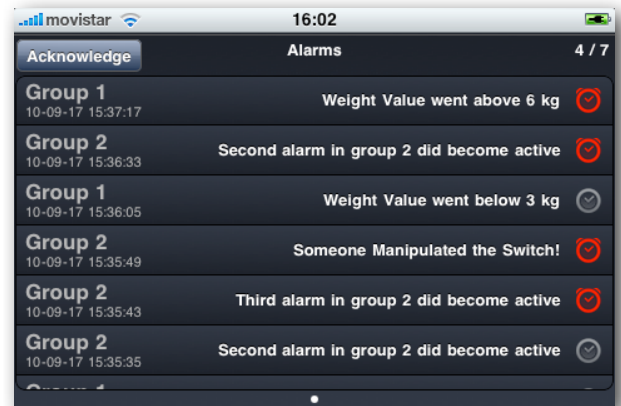 movistar 16:02
Acknowledge Alarms 4 / 7
Group 1 Weight Value went above 6 kg
10-09-17 15:37:17
Group 2 Second alarm in group 2 did become active
10-09-17 15:36:33
Group 1 Weight Value went below 3 kg
10-09-17 15:36:05
Group 2 Someone Manipulated the Switch!
10-09-17 15:35:49
Group 2 Third alarm in group 2 did become active
10-09-17 15:35:43
Group 2 Second alarm in group 2 did become active
10-09-17 15:35:35
Group 1